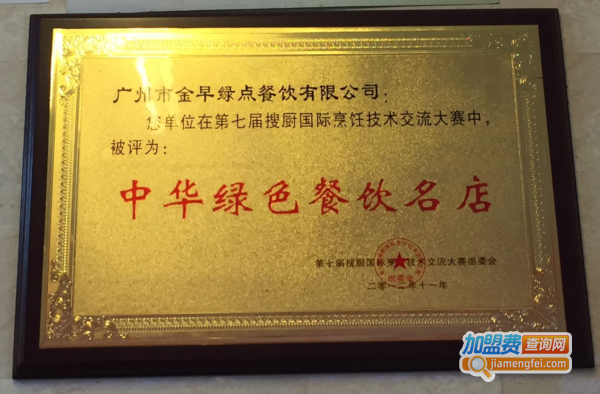 广州市金早绿点餐饮有限公司：
您单位在第七届搜厨国际烹饪技术交流大赛中，
被评为：
中华绿色餐饮名店
第七届搜厨国际烹饪技术交流大赛组委会
二零一二年十一年
组委会
加盟费查询网
jiamengfei.com